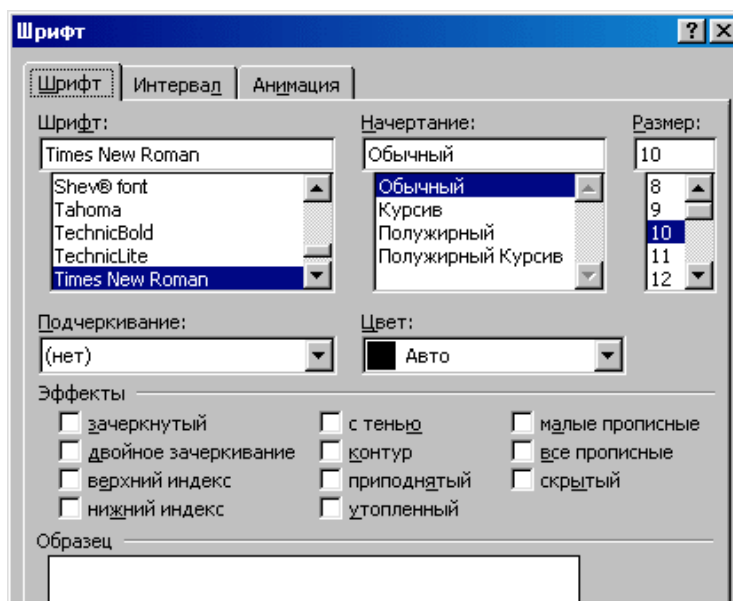 Шрифт
Шрифт Интервал Анимация
Шрифт: Начертание: Размер:
Times New Roman Обычный 10
Shev® font Обычный 8
Tahoma Курсив 9
TechnicBold Полужирный 10
TechnicLite Полужирный Курсив 11
Times New Roman 12
Подчеркивание: Цвет:
(нет) Авто
Эффекты
зачеркнутый с тенью малые прописные
двойное зачеркивание контур все прописные
верхний индекс приподнятый скрытый
нижний индекс утопленный
Образец